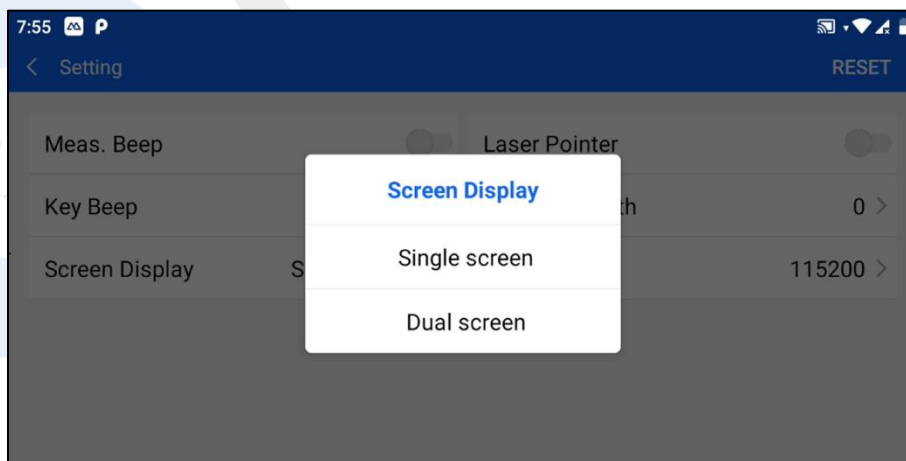 7:55
Setting RESET
Meas. Beep Laser Pointer
Screen Display
Key Beep th 0
Single screen
Screen Display S 115200
Dual screen